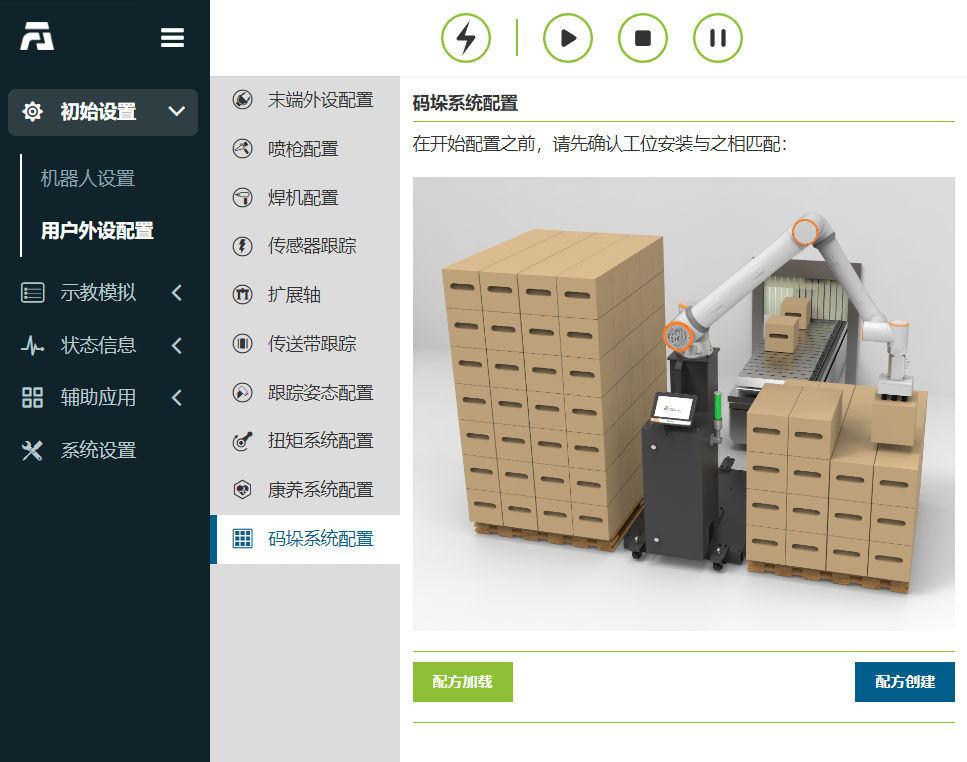 初始设置
机器人设置
用户外设配置
示教模拟
状态信息
辅助应用
系统设置
末端外设配置
喷枪配置
焊机配置
传感器跟踪
扩展轴
传送带跟踪
跟踪姿态配置
扭矩系统配置
康养系统配置
码垛系统配置
码垛系统配置
在开始配置之前，请先确认工位安装与之相匹配：
配方加载
配方创建